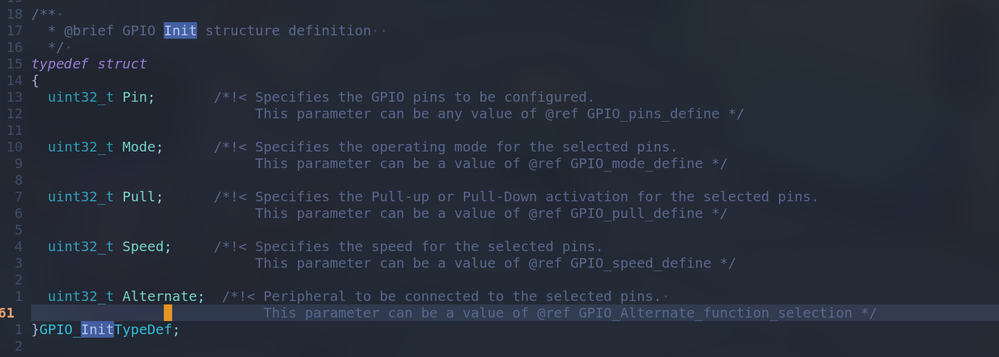 18 /**
17   * @brief GPIO Init structure definition
16   */
15 typedef struct
14 {
13   uint32_t Pin;       /*!< Specifies the GPIO pins to be configured.
12                            This parameter can be any value of @ref GPIO_pins_define */
11
10   uint32_t Mode;      /*!< Specifies the operating mode for the selected pins.
9                            This parameter can be a value of @ref GPIO_mode_define */
8
7   uint32_t Pull;      /*!< Specifies the Pull-up or Pull-Down activation for the selected pins.
6                            This parameter can be a value of @ref GPIO_pull_define */
5
4   uint32_t Speed;     /*!< Specifies the speed for the selected pins.
3                            This parameter can be a value of @ref GPIO_speed_define */
2
1   uint32_t Alternate;  /*!< Peripheral to be connected to the selected pins.
61                            This parameter can be a value of @ref GPIO_Alternate_function_selection */
1 }GPIO_InitTypeDef;
2